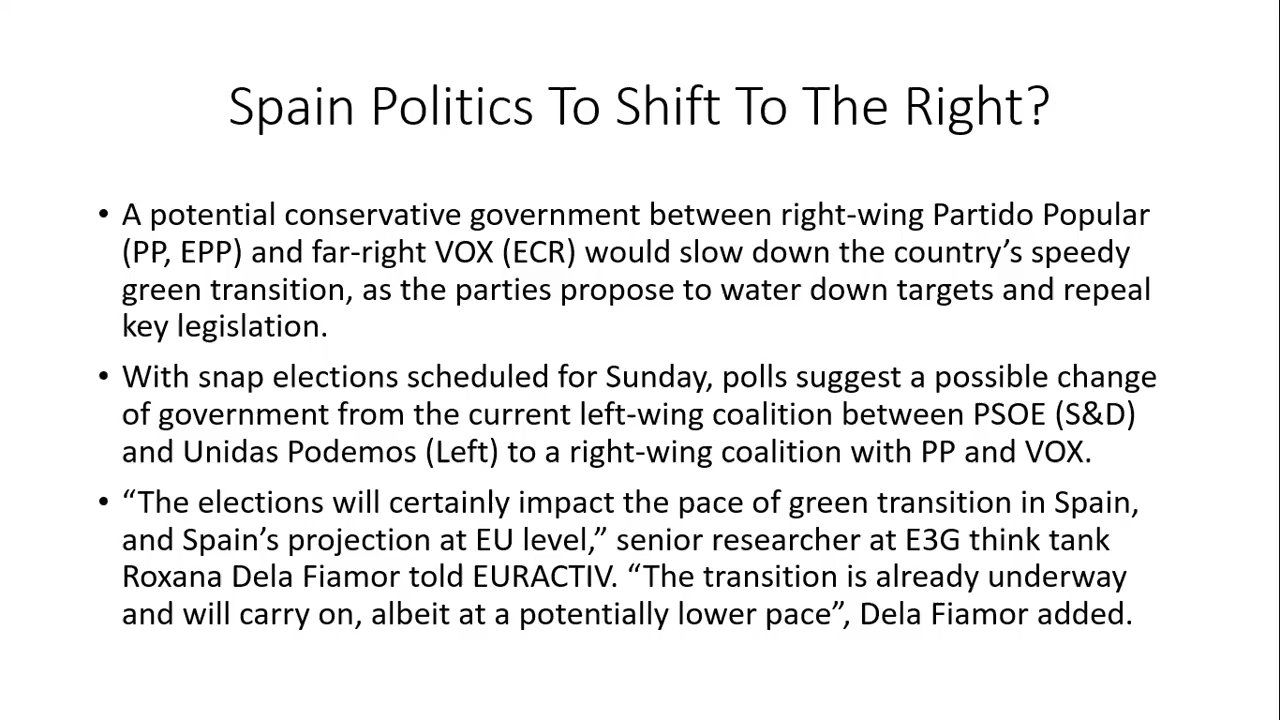 Spain Politics To Shift To The Right?
• A potential conservative government between right-wing Partido Popular
(PP, EPP) and far-right VOX (ECR) would slow down the country’s speedy
green transition, as the parties propose to water down targets and repeal
key legislation.
• With snap elections scheduled for Sunday, polls suggest a possible change
of government from the current left-wing coalition between PSOE (S&D)
and Unidas Podemos (Left) to a right-wing coalition with PP and VOX.
• “The elections will certainly impact the pace of green transition in Spain,
and Spain’s projection at EU level,” senior researcher at E3G think tank
Roxana Dela Fiamor told EURACTIV. “The transition is already underway
and will carry on, albeit at a potentially lower pace”, Dela Fiamor added.